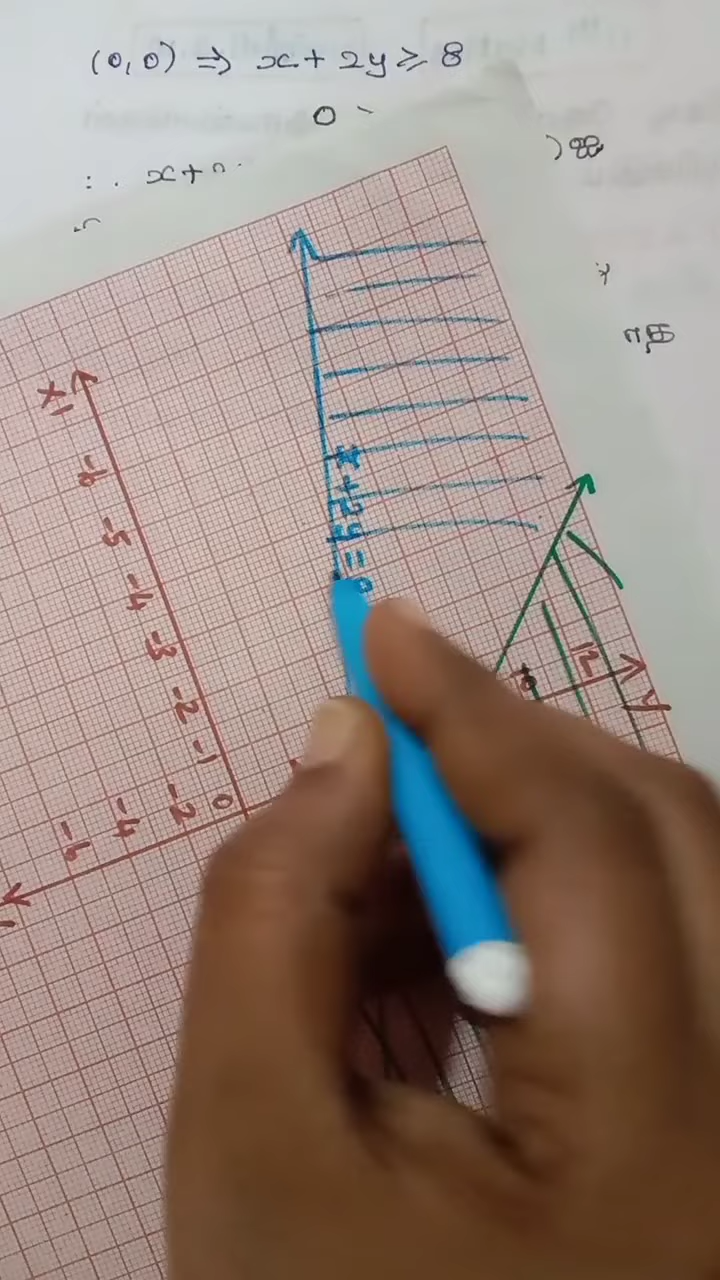 (0,0) ⇒ x + 2y ≥ 8
0
∴ x +
x + 2y = 8
X'
-6 -5 -4 -3 -2 -1 0
-2 -4 -6
12
Y